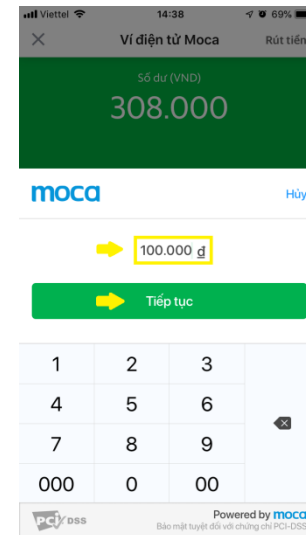 Viettel 14:38 69%
Ví điện tử Moca Rút tiền
Số dư (VND)
308.000
moca Hủy
100.000 đ
Tiếp tục
1 2 3
4 5 6
7 8 9
000 0 00
PCI DSS
Powered by moca
Bảo mật tuyệt đối với chứng chỉ PCI-DSS